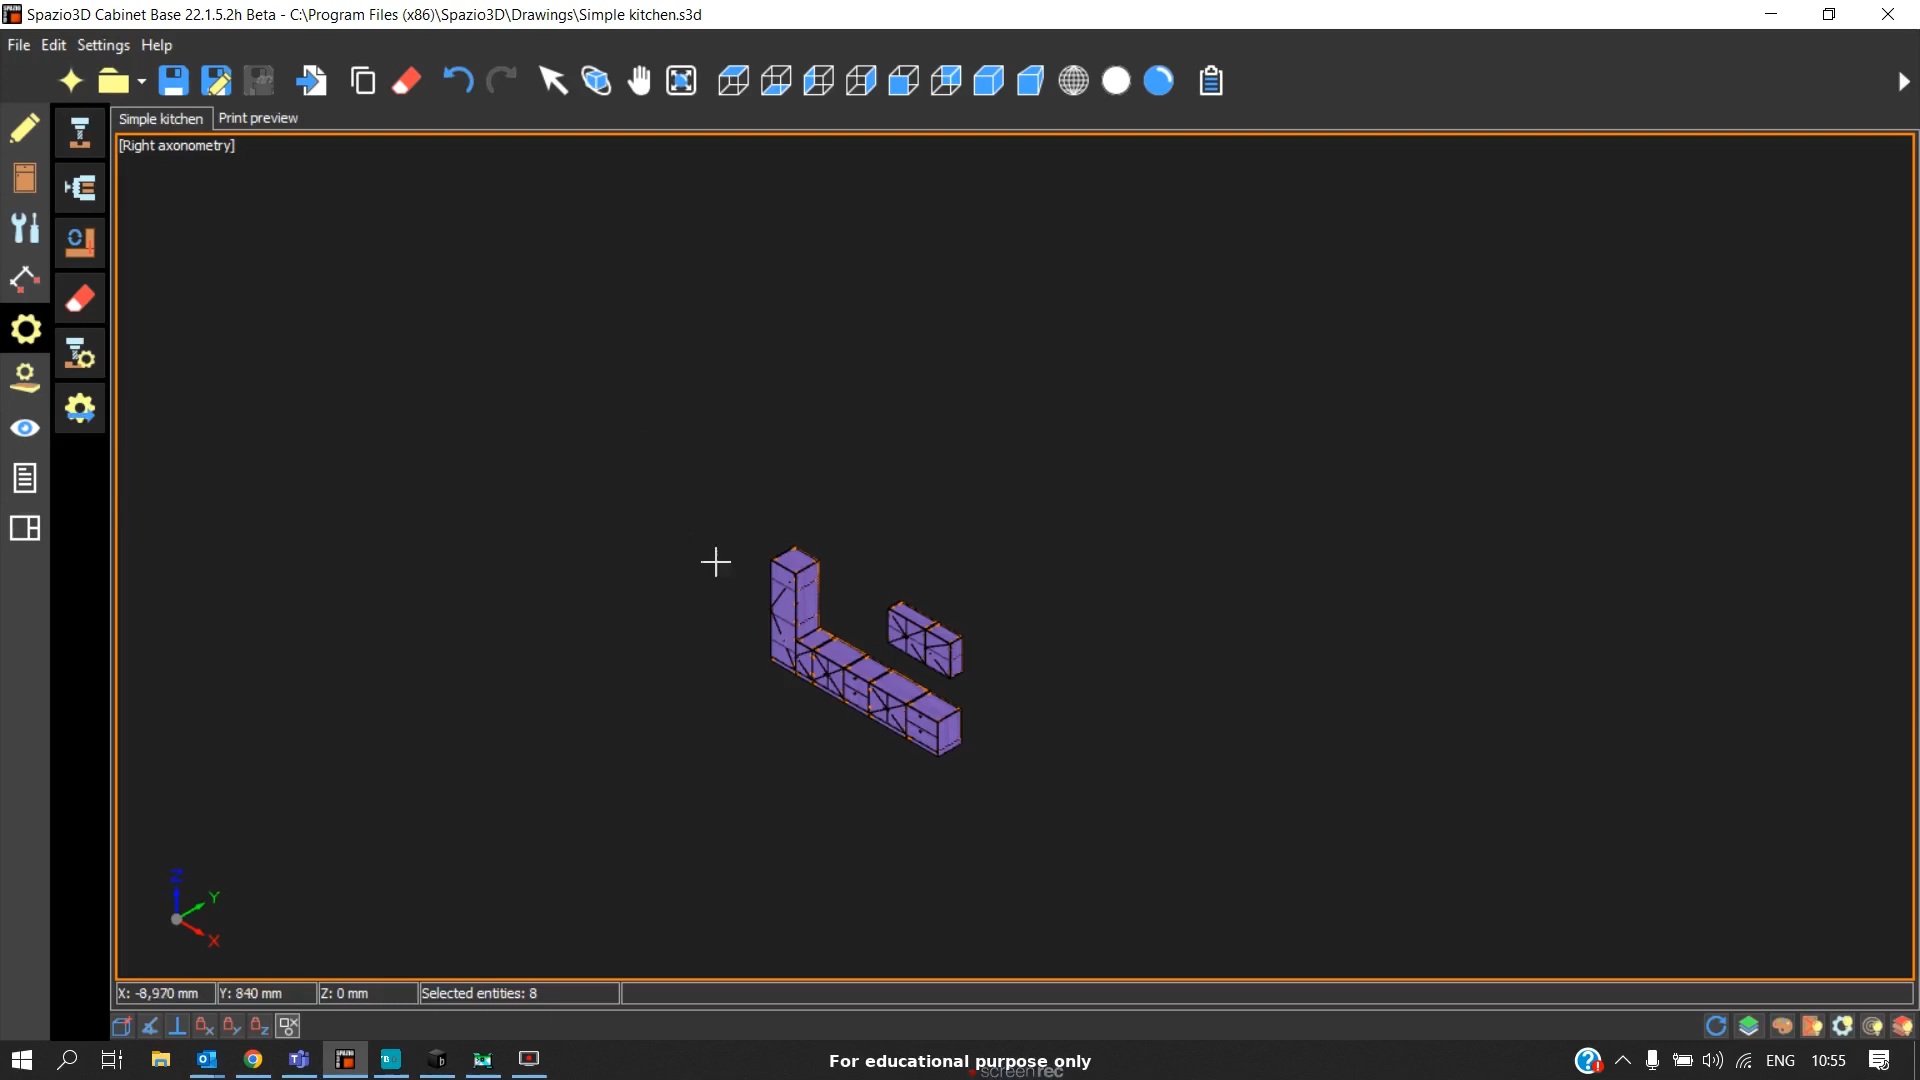 Spazio3D Cabinet Base 22.1.5.2h Beta - C:\Program Files (x86)\Spazio3D\Drawings\Simple kitchen.s3d
File Edit Settings Help
Simple kitchen Print preview
[Right axonometry]
Z
Y
X
X: -8,970 mm Y: 840 mm Z: 0 mm Selected entities: 8
For educational purpose only
screenrec
ENG 10:55